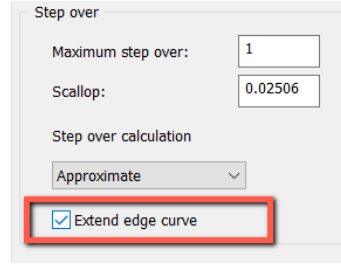 Step over
Maximum step over: 1
Scallop: 0.02506
Step over calculation
Approximate
Extend edge curve